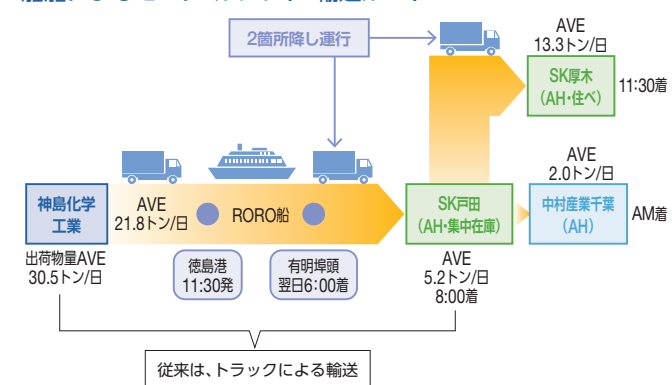 2箇所降し運行
AVE
13.3トン/日
SK厚木
(AH・住べ)
11:30着
神島化学
工業
AVE
21.8トン/日
RORO船
SK戸田
(AH・集中在庫)
AVE
2.0トン/日
中村産業千葉
(AH)
AM着
出荷物量AVE
30.5トン/日
徳島港
11:30発
有明埠頭
翌日6:00着
AVE
5.2トン/日
8:00着
従来は、トラックによる輸送